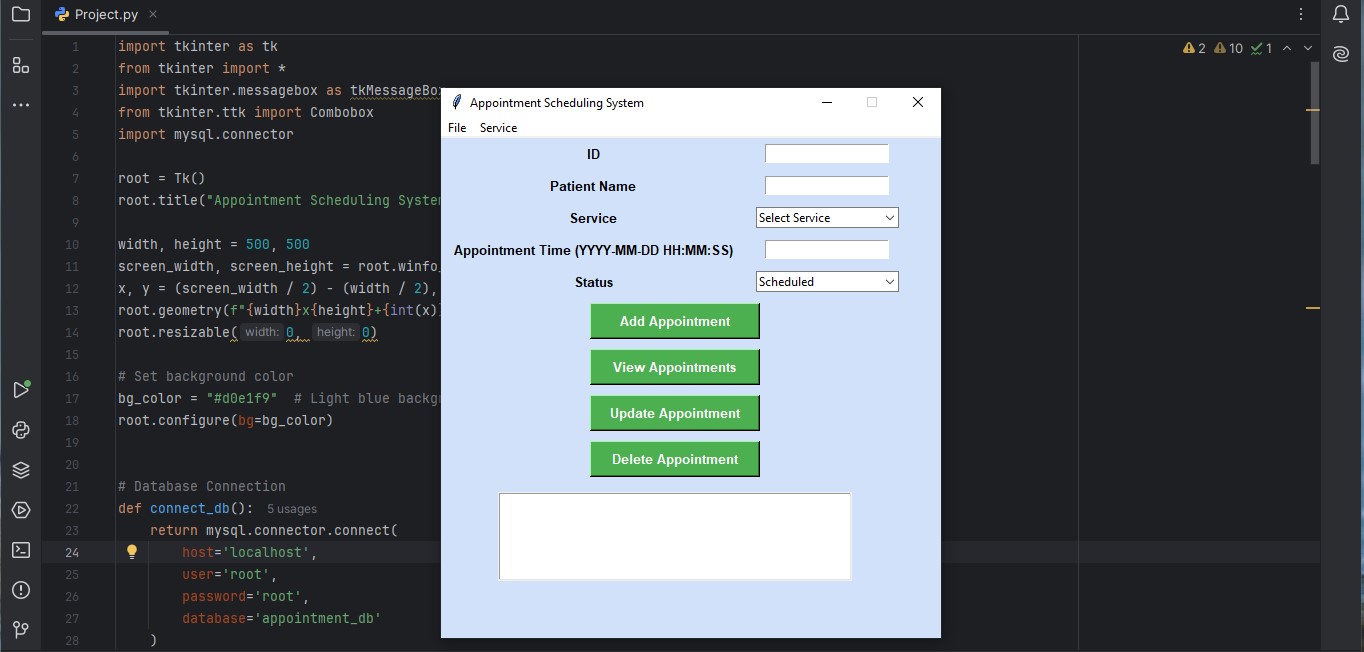 Project.py
2 10 1
1 import tkinter as tk
2 from tkinter import *
3 import tkinter.messagebox as tkMessageBo
4 from tkinter.ttk import Combobox
5 import mysql.connector
6
7 root = Tk()
8 root.title("Appointment Scheduling System
9
10 width, height = 500, 500
11 screen_width, screen_height = root.winfo_
12 x, y = (screen_width / 2) - (width / 2),
13 root.geometry(f"{width}x{height}+{int(x)}
14 root.resizable( width: 0, height: 0)
15
16 # Set background color
17 bg_color = "#d0e1f9" # Light blue backg
18 root.configure(bg=bg_color)
19
20
21 # Database Connection
22 def connect_db(): 5 usages
23 return mysql.connector.connect(
24 host='localhost',
25 user='root',
26 password='root',
27 database='appointment_db'
28 )
Appointment Scheduling System
File Service
ID
Patient Name
Service Select Service
Appointment Time (YYYY-MM-DD HH:MM:SS)
Status Scheduled
Add Appointment
View Appointments
Update Appointment
Delete Appointment